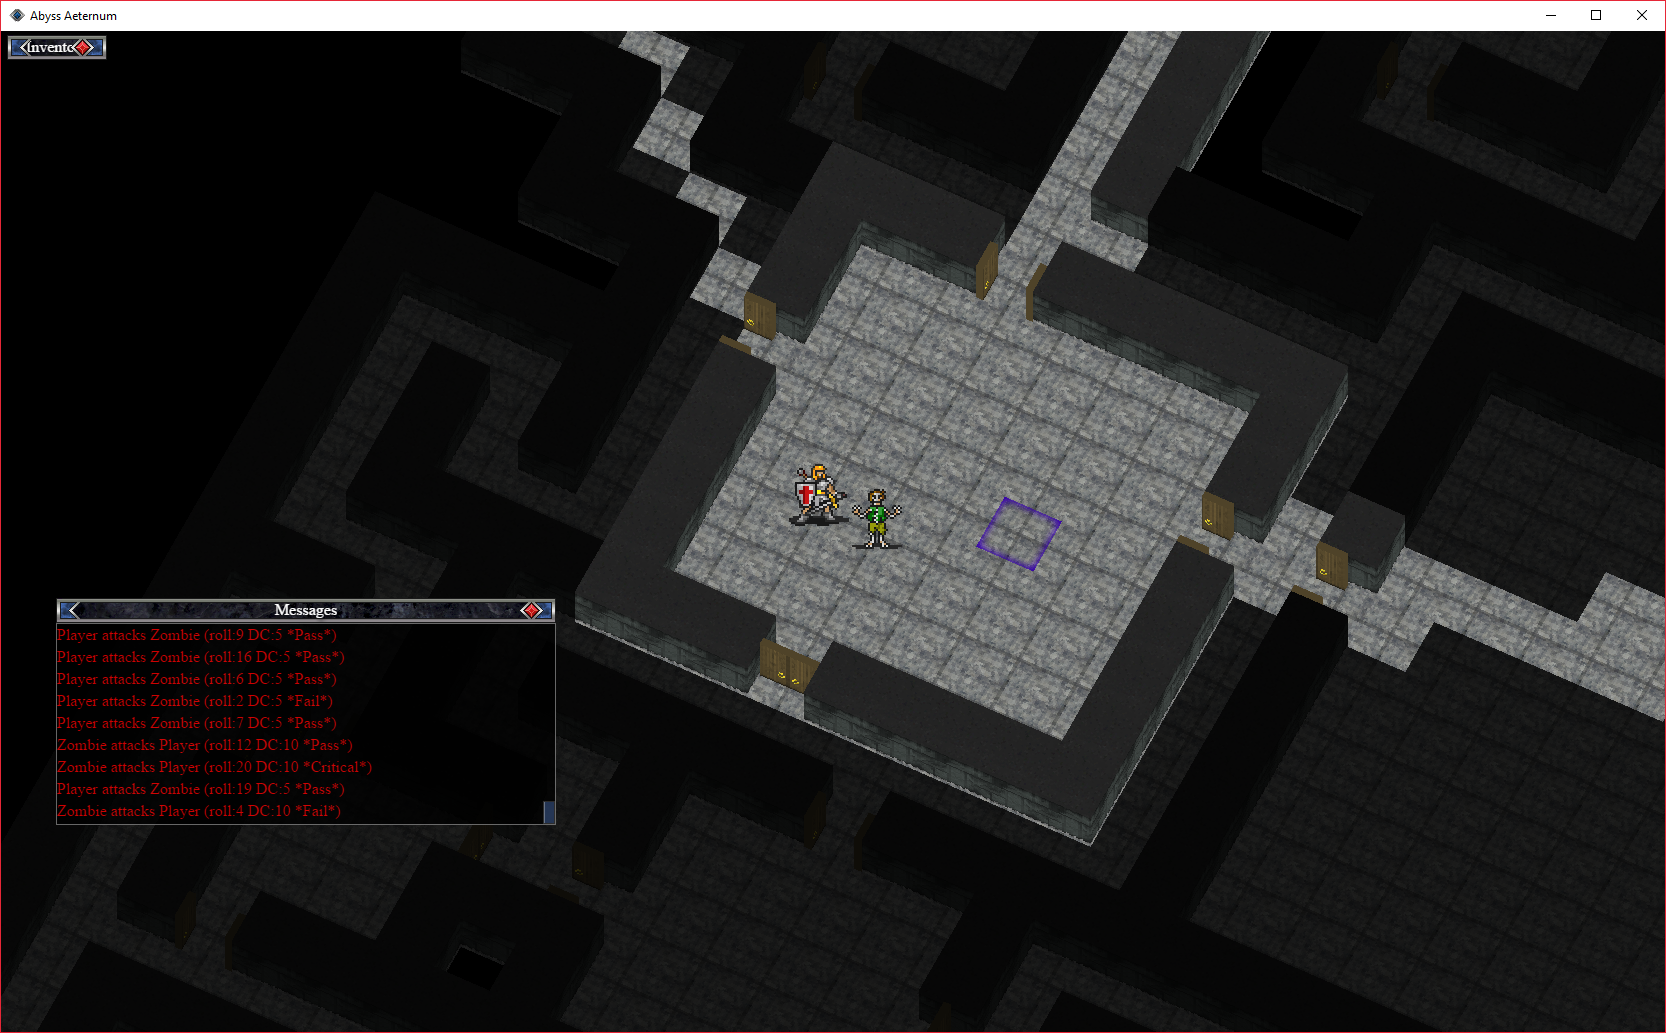 Abyss Aeternum
Invento
Messages
Player attacks Zombie (roll:9 DC:5 *Pass*)
Player attacks Zombie (roll:16 DC:5 *Pass*)
Player attacks Zombie (roll:6 DC:5 *Pass*)
Player attacks Zombie (roll:2 DC:5 *Fail*)
Player attacks Zombie (roll:7 DC:5 *Pass*)
Zombie attacks Player (roll:12 DC:10 *Pass*)
Zombie attacks Player (roll:20 DC:10 *Critical*)
Player attacks Zombie (roll:19 DC:5 *Pass*)
Zombie attacks Player (roll:4 DC:10 *Fail*)